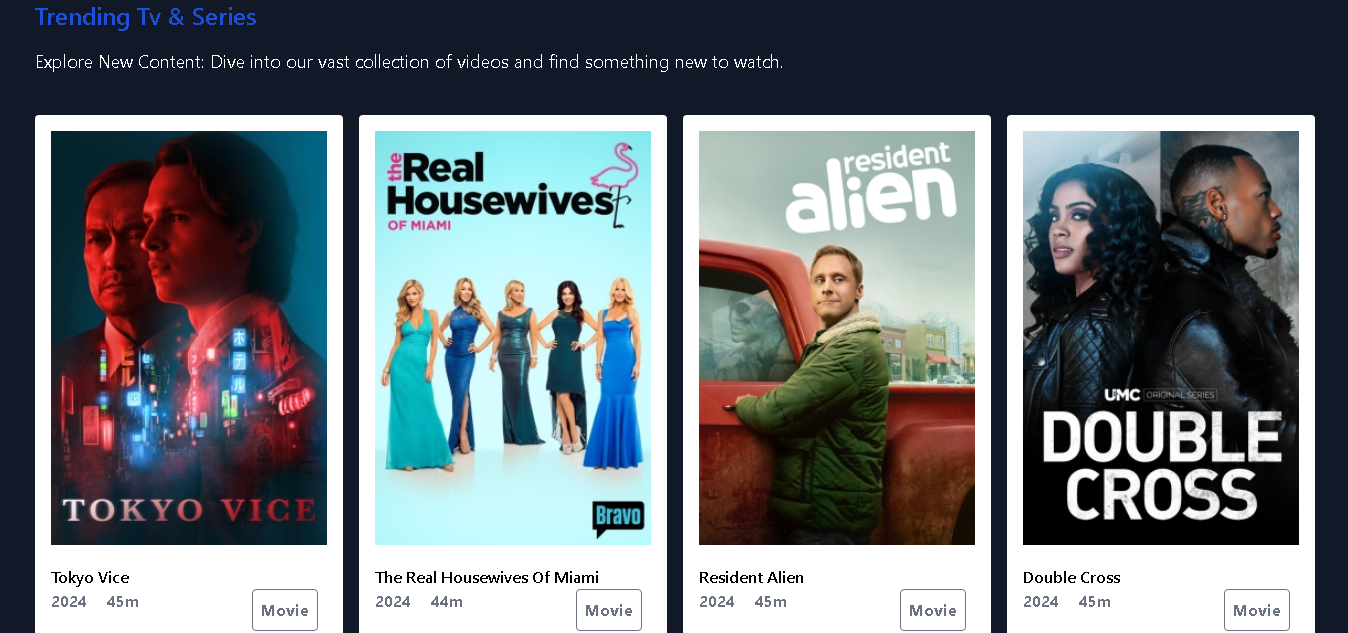 Trending Tv & Series
Explore New Content: Dive into our vast collection of videos and find something new to watch.
ホテル
TOKYO VICE
Tokyo Vice
2024 45m
Movie
the
Real
Housewives
OF MIAMI
Bravo
The Real Housewives Of Miami
2024 44m
Movie
resident
alien
Resident Alien
2024 45m
Movie
UMC ORIGINAL SERIES
DOUBLE
CROSS
Double Cross
2024 45m
Movie